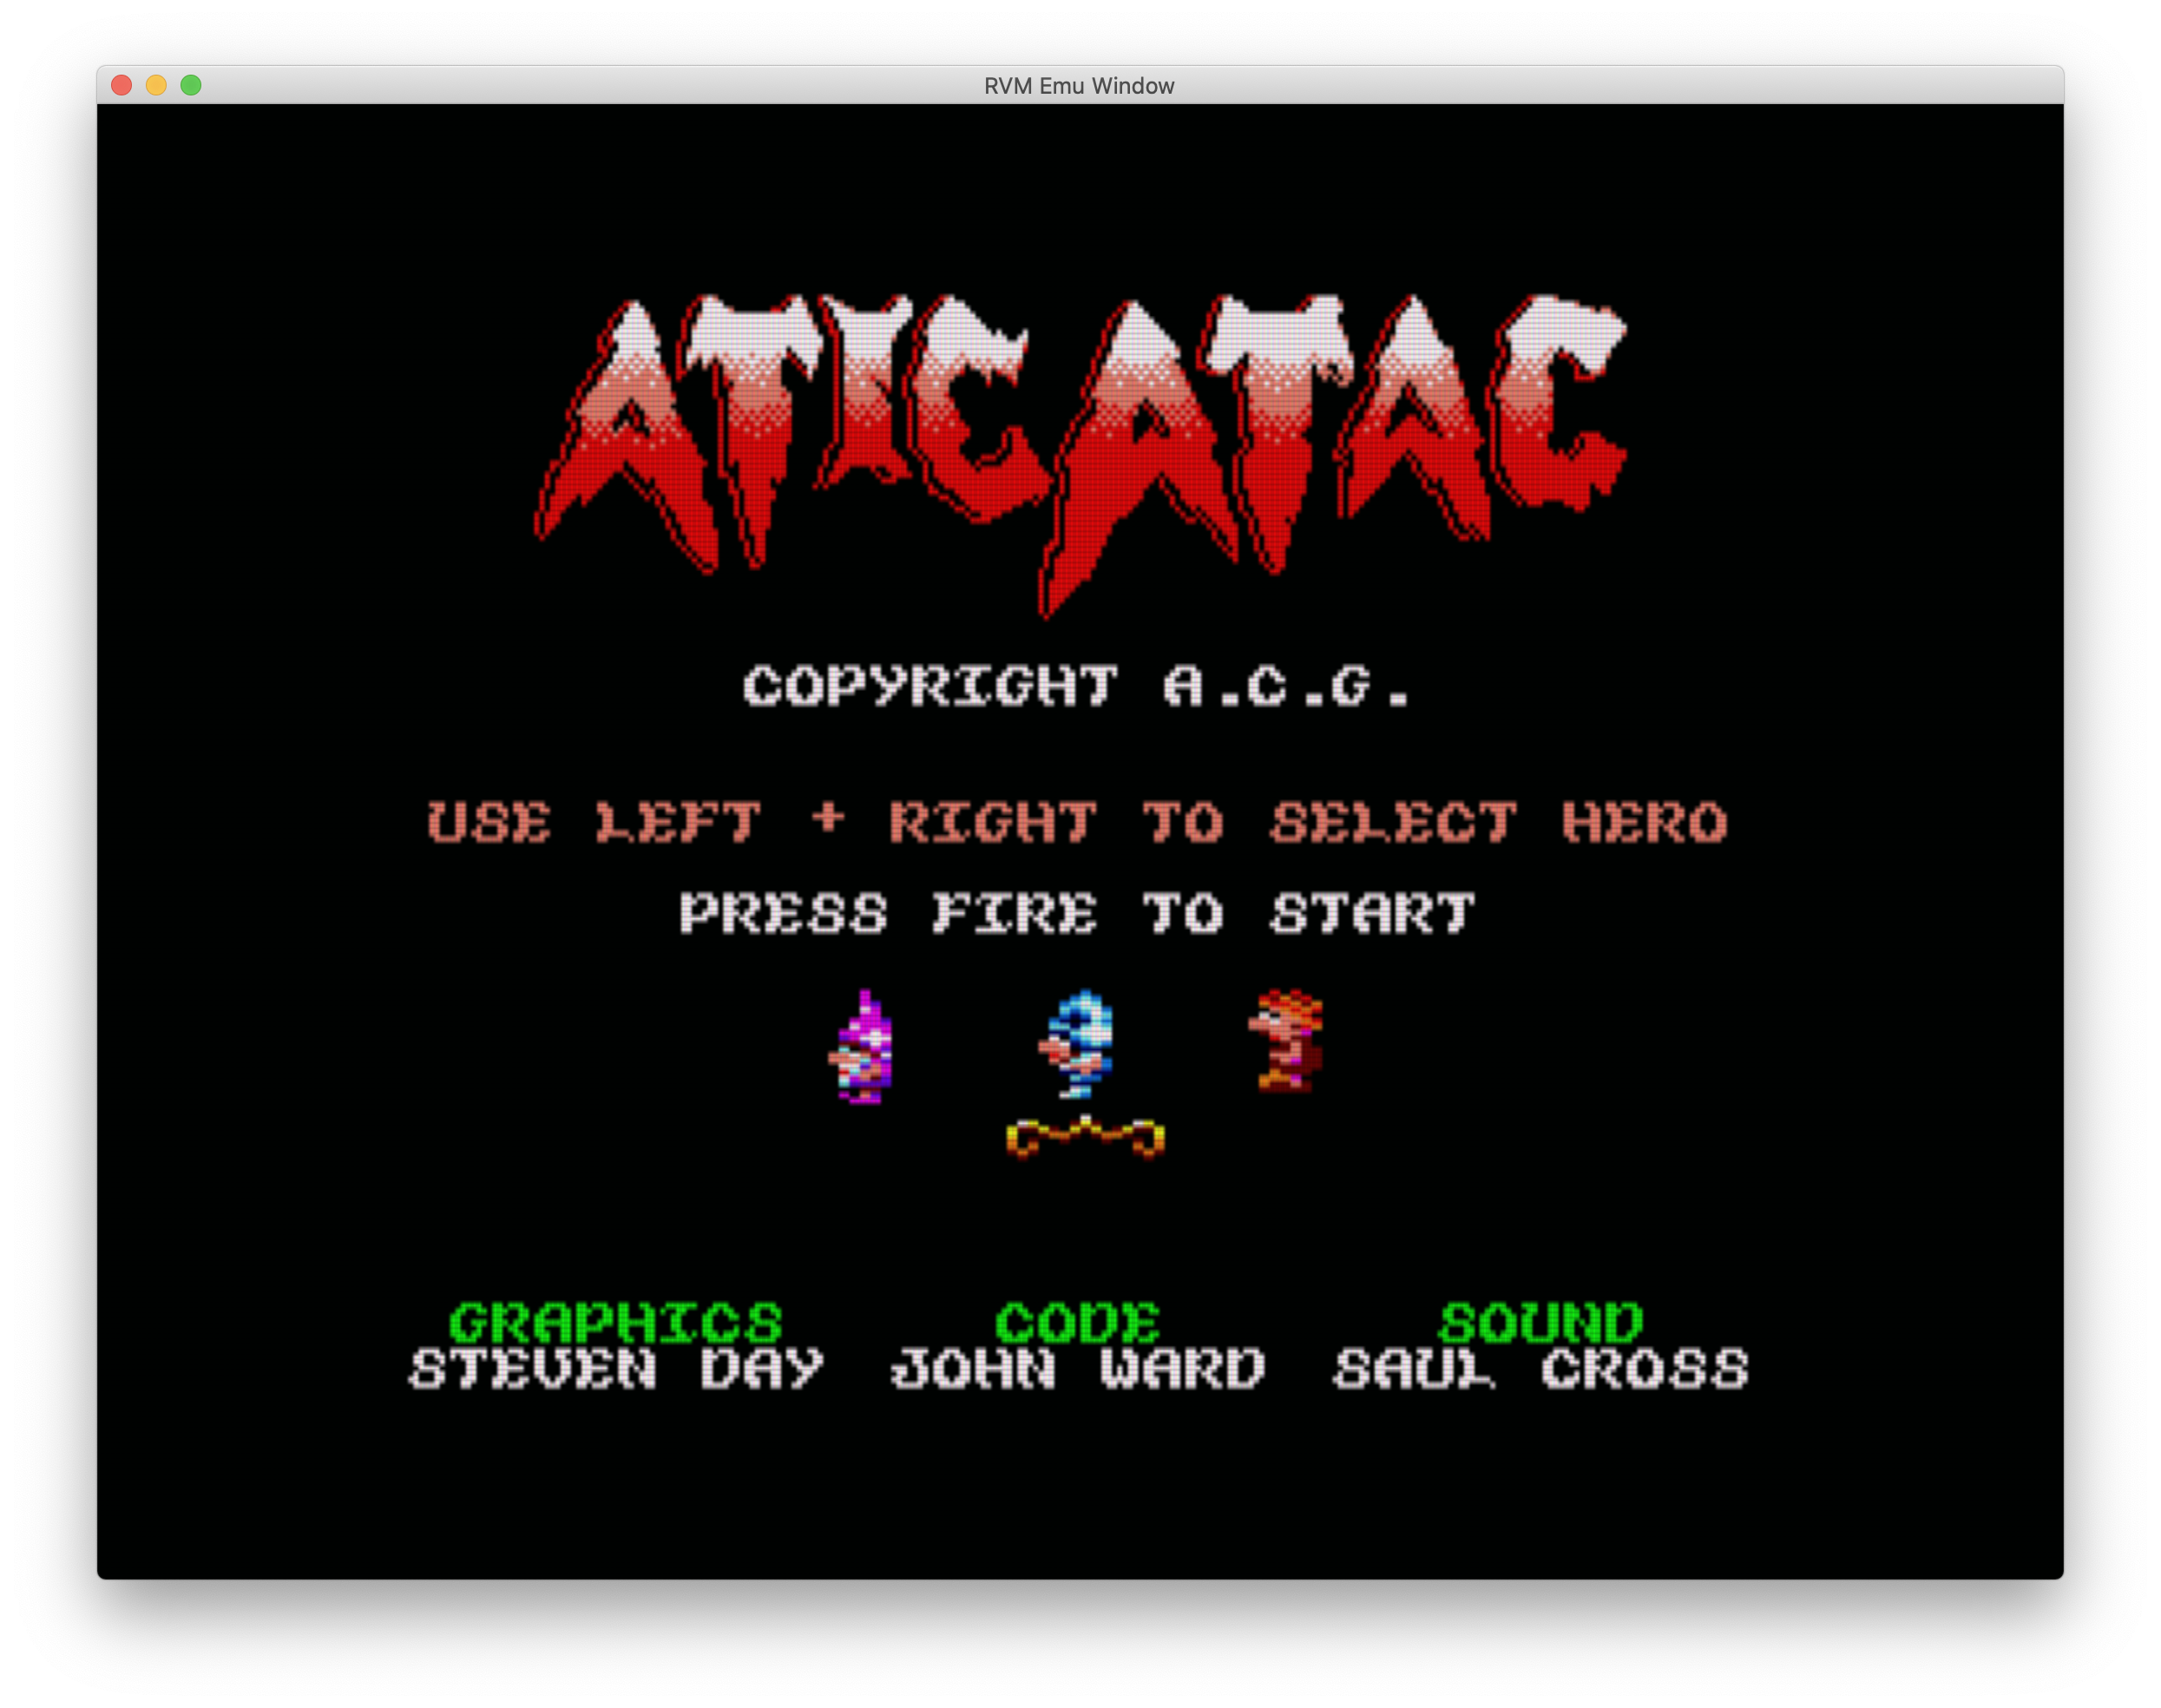 RVM Emu Window
ATICATAC
COPYRIGHT A.C.G.
USE LEFT + RIGHT TO SELECT HERO
PRESS FIRE TO START
GRAPHICS CODE SOUND
STEVEN DAY JOHN WARD SAUL CROSS